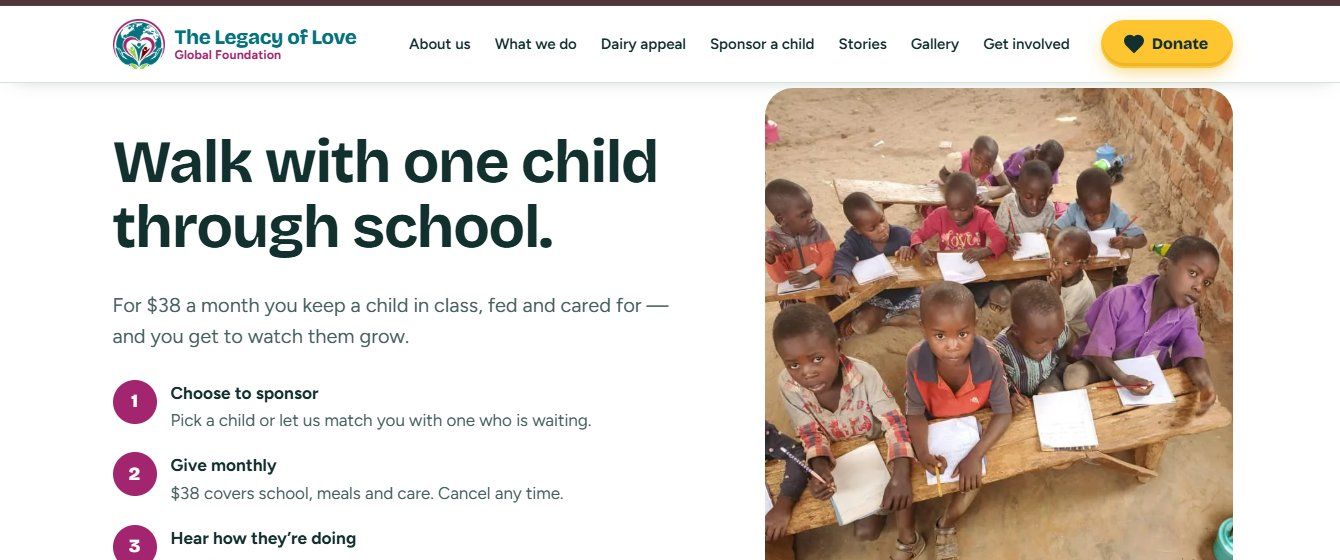 The Legacy of Love
Global Foundation
About us
What we do
Dairy appeal
Sponsor a child
Stories
Gallery
Get involved
Donate
Walk with one child
through school.
For $38 a month you keep a child in class, fed and cared for —
and you get to watch them grow.
1
Choose to sponsor
Pick a child or let us match you with one who is waiting.
2
Give monthly
$38 covers school, meals and care. Cancel any time.
3
Hear how they’re doing